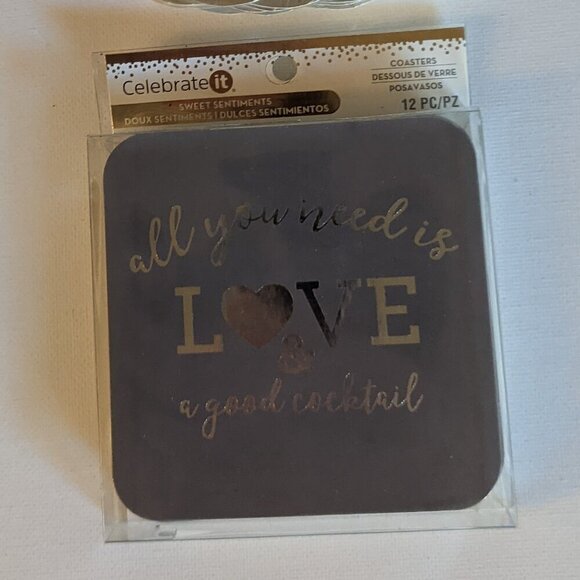 Celebrate it
SWEET SENTIMENTS
DOUX SENTIMENTS | DULCES SENTIMIENTOS
COASTERS
DESSOUS DE VERRE
POSAVASOS
12 PC/PZ
all you need is
L♥VE
&
a good cocktail